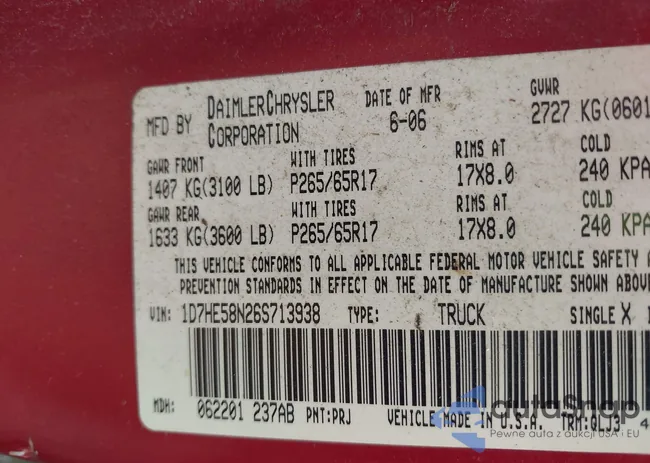 MFD BY DAIMLERCHRYSLER CORPORATION DATE OF MFR 6-06 GVWR 2727 KG(0601
GAWR FRONT WITH TIRES RIMS AT COLD
1407 KG(3100 LB) P265/65R17 17X8.0 240 KPA
GAWR REAR WITH TIRES RIMS AT COLD
1633 KG(3600 LB) P265/65R17 17X8.0 240 KPA
THIS VEHICLE CONFORMS TO ALL APPLICABLE FEDERAL MOTOR VEHICLE SAFETY
PREVENTION STANDARDS IN EFFECT ON THE DATE OF MANUFACTURE SHOWN ABOVE
VIN: 1D7HE58N26S713938 TYPE: TRUCK SINGLE X
MDH: 062201 237AB PNT:PRJ VEHICLE MADE IN U.S.A. TRM:QLJ3 4
autaSnap
Pewne auta z aukcji USA i EU